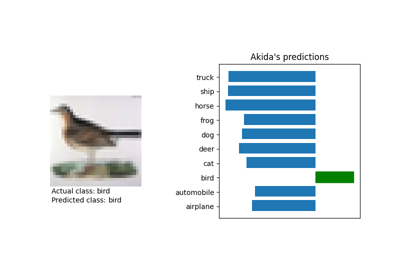 Akida's predictions
truck
ship
horse
frog
dog
deer
cat
bird
automobile
airplane
Actual class: bird
Predicted class: bird